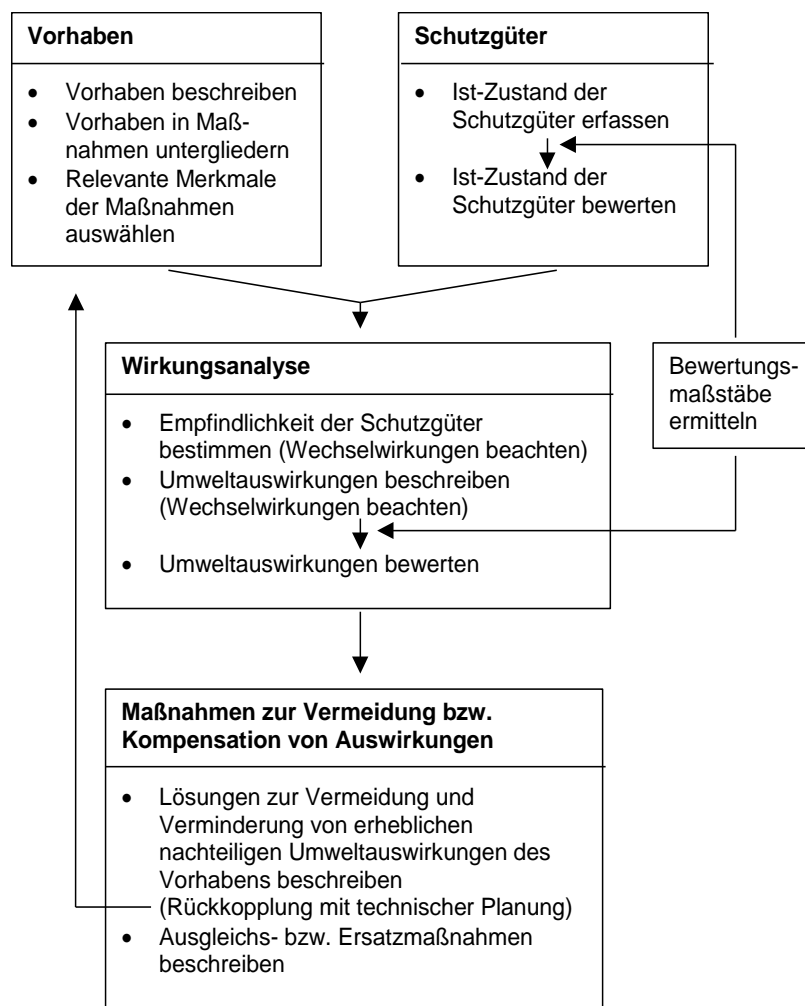 Vorhaben
• Vorhaben beschreiben
• Vorhaben in Maß-
nahmen untergliedern
• Relevante Merkmale
der Maßnahmen
auswählen
Schutzgüter
• Ist-Zustand der
Schutzgüter erfassen
• Ist-Zustand der
Schutzgüter bewerten
Wirkungsanalyse
• Empfindlichkeit der Schutzgüter
bestimmen (Wechselwirkungen beachten)
• Umweltauswirkungen beschreiben
(Wechselwirkungen beachten)
• Umweltauswirkungen bewerten
Bewertungs-
maßstäbe
ermitteln
Maßnahmen zur Vermeidung bzw.
Kompensation von Auswirkungen
• Lösungen zur Vermeidung und
Verminderung von erheblichen
nachteiligen Umweltauswirkungen des
Vorhabens beschreiben
(Rückkopplung mit technischer Planung)
• Ausgleichs- bzw. Ersatzmaßnahmen
beschreiben